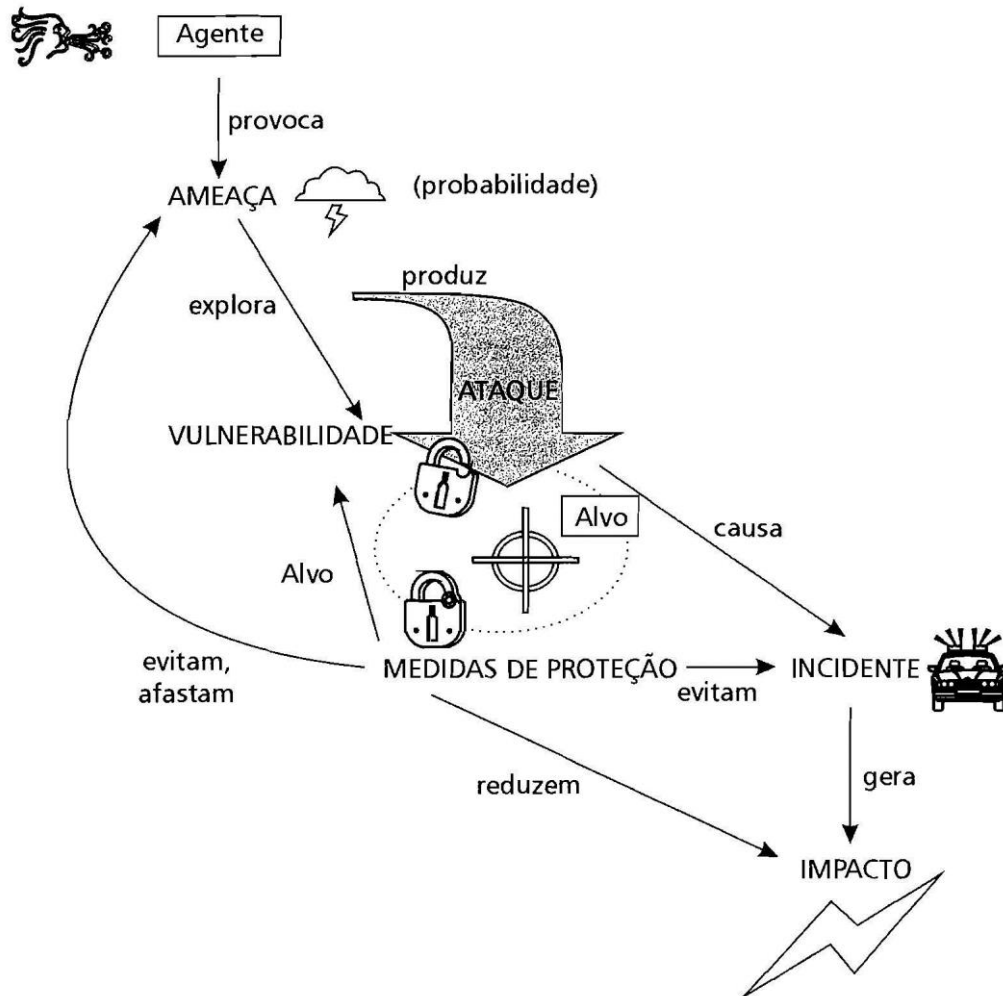 Agente
provoca
AMEAÇA
(probabilidade)
produz
explora
ATAQUE
VULNERABILIDADE
Alvo
causa
Alvo
evitam,
afastam
MEDIDAS DE PROTEÇÃO
evitam
INCIDENTE
reduzem
gera
IMPACTO